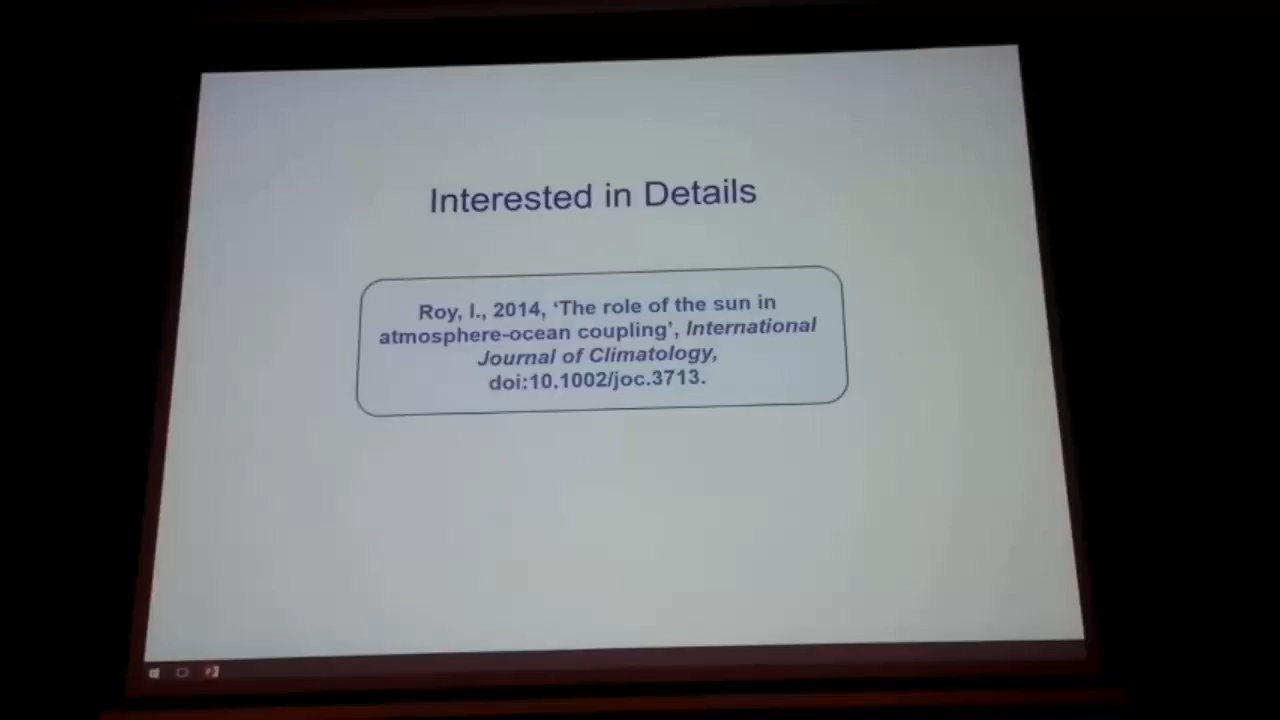 Interested in Details
Roy, I., 2014, ‘The role of the sun in
atmosphere-ocean coupling’, International
Journal of Climatology,
doi:10.1002/joc.3713.